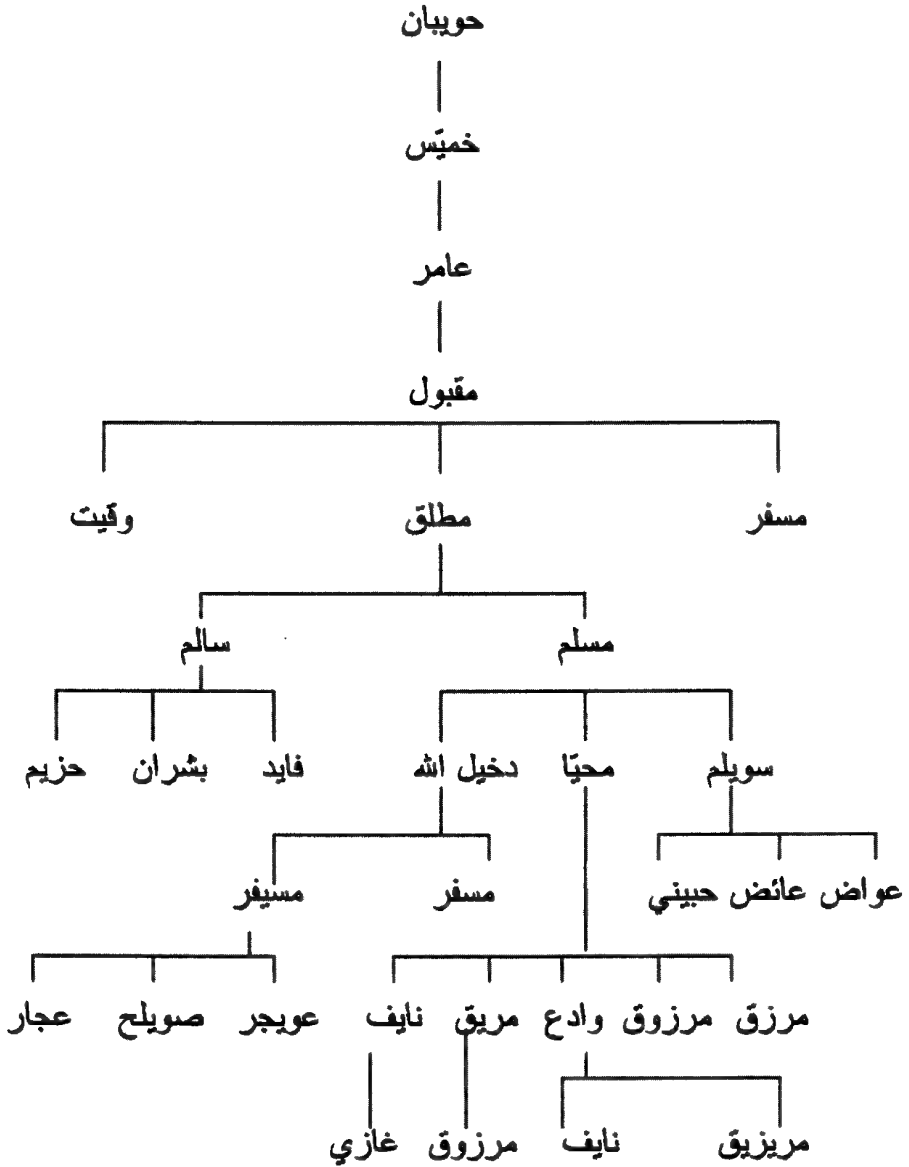 حويبان
خميّس
عامر
مقبول
مسفر مطلق وقيت
مسلم سالم
سويلم محيّا دخيل الله فايد بشران حزيم
عواض عائض حبيني مسفر مسيفر
مرزق مرزوق وادع مريق نايف عويجر صويلح عجار
مريزيق نايف مرزوق غازي